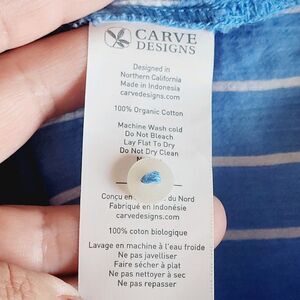 CARVE
DESIGNS
Designed in
Northern California
Made in Indonesia
carvedesigns.com
100% Organic Cotton
Machine Wash cold
Do Not Bleach
Lay Flat To Dry
Do Not Dry Clean
Conçu en du Nord
Fabriqué en Indonésie
carvedesigns.com
100% coton biologique
Lavage en machine à l'eau froide
Ne pas javelliser
Faire sécher à plat
Ne pas nettoyer à sec
Ne pas repasser